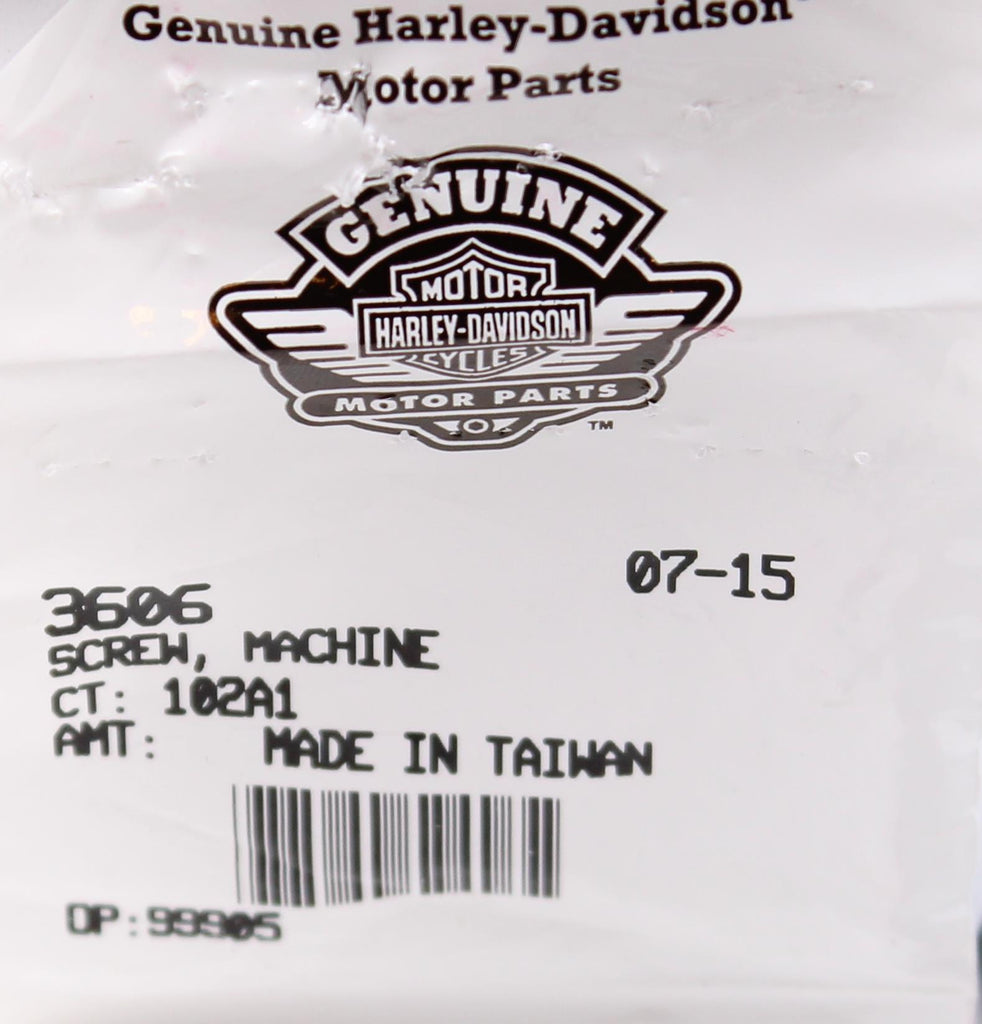 Genuine Harley-Davidson
Motor Parts
GENUINE
MOTOR
HARLEY-DAVIDSON
CYCLES
MOTOR PARTS
TM
07-15
3606
SCREW, MACHINE
CT: 102A1
AMT: MADE IN TAIWAN
DP:99905